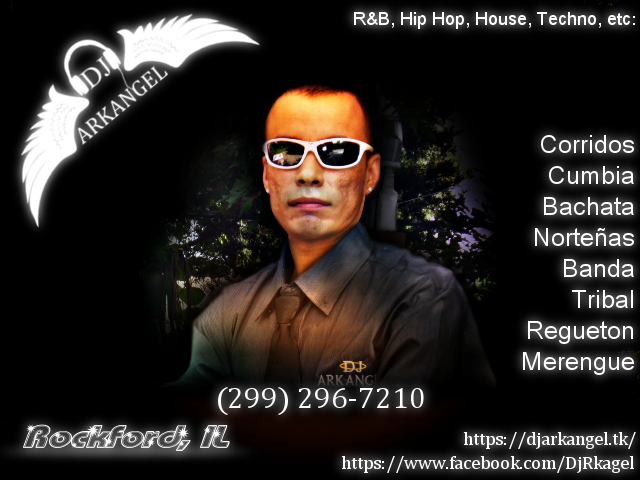 R&B, Hip Hop, House, Techno, etc:
DJ
ARKANGEL
Corridos
Cumbia
Bachata
Norteñas
Banda
Tribal
Regueton
Merengue
DJ
ARKANGEL
(299) 296-7210
Rockford, IL
https://djarkangel.tk/
https://www.facebook.com/DjRkagel